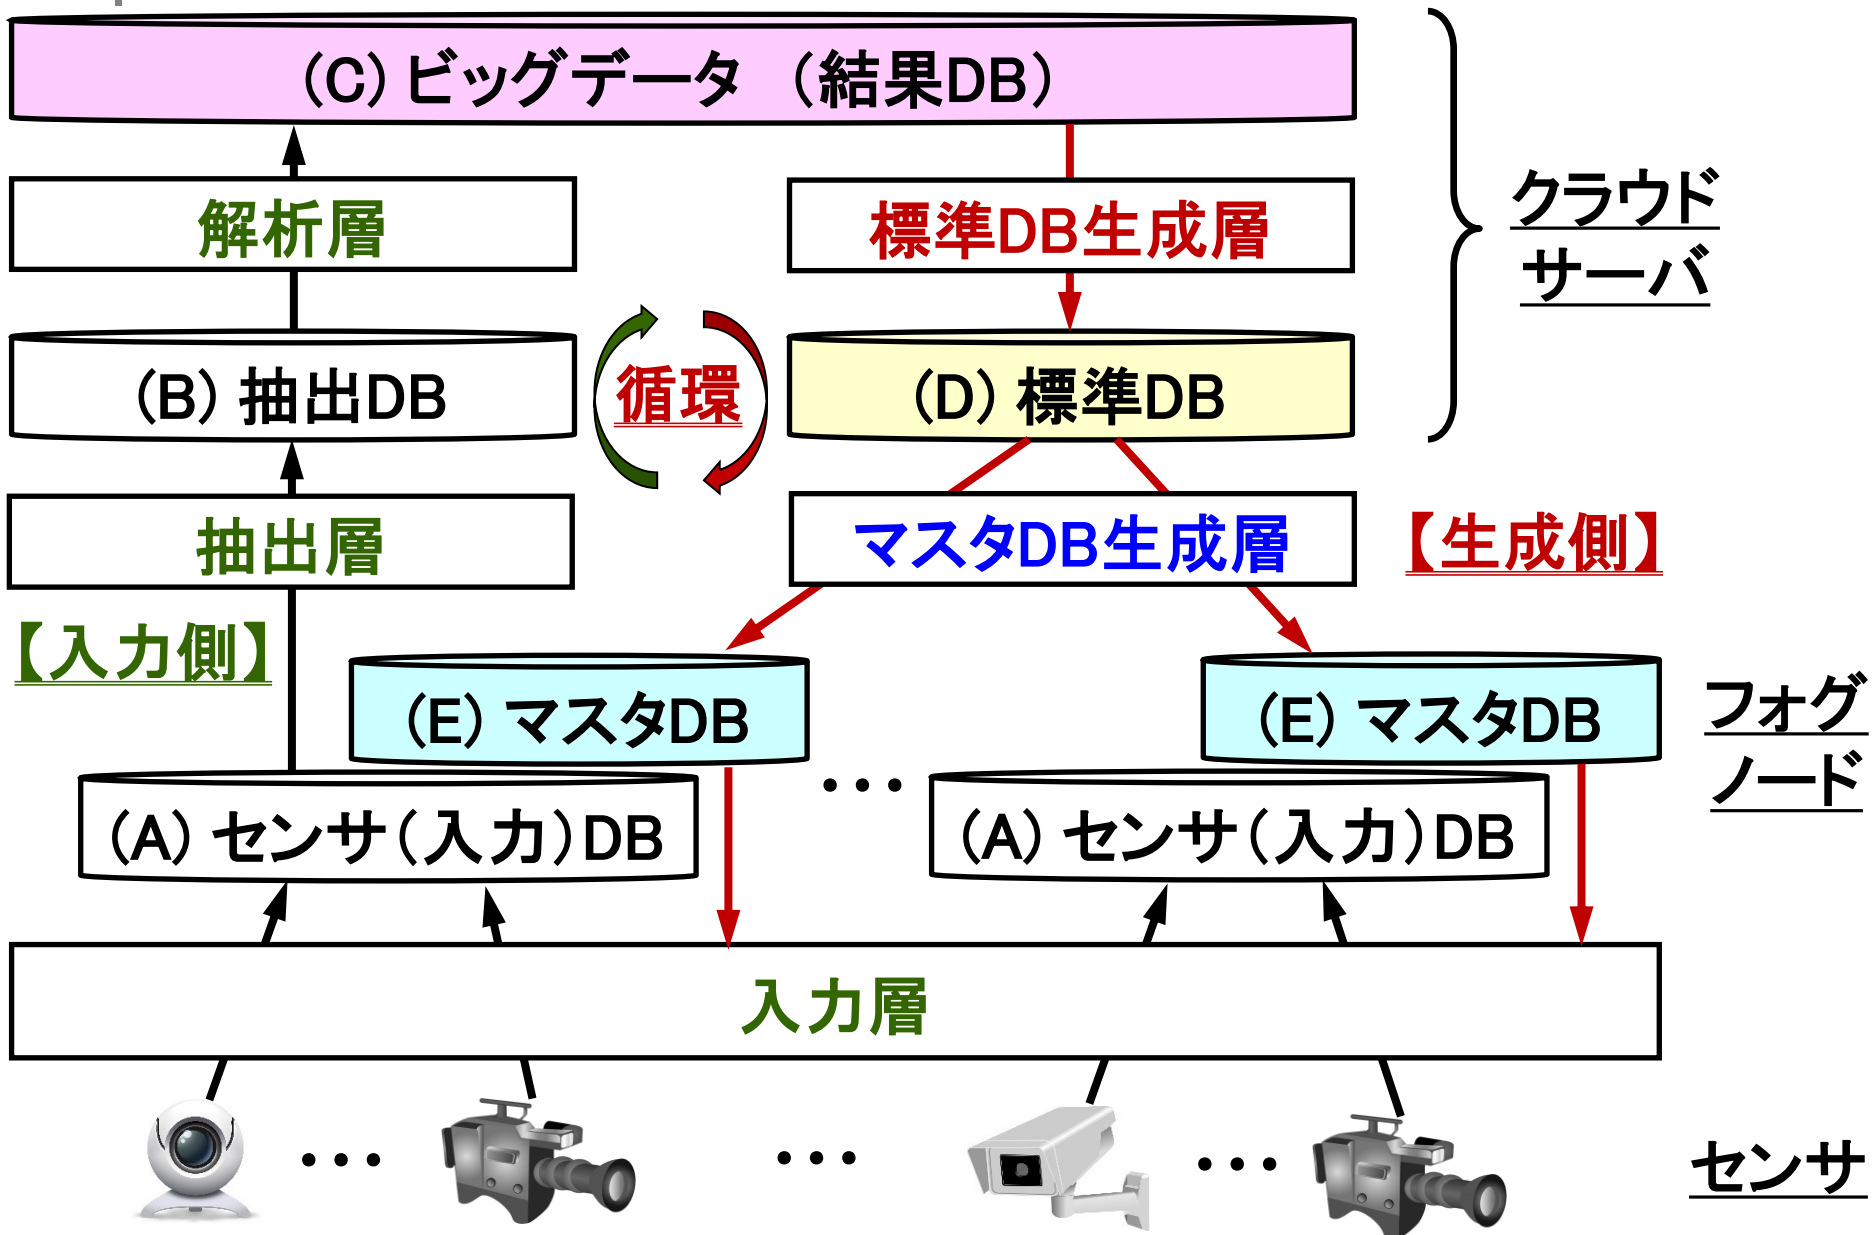 (C) ビッグデータ （結果DB）
解析層
標準DB生成層
クラウド
サーバ
(B) 抽出DB
循環
(D) 標準DB
抽出層
マスタDB生成層
【生成側】
【入力側】
(E) マスタDB
(E) マスタDB
フォグ
ノード
…
(A) センサ（入力）DB
(A) センサ（入力）DB
入力層
…
…
…
センサ